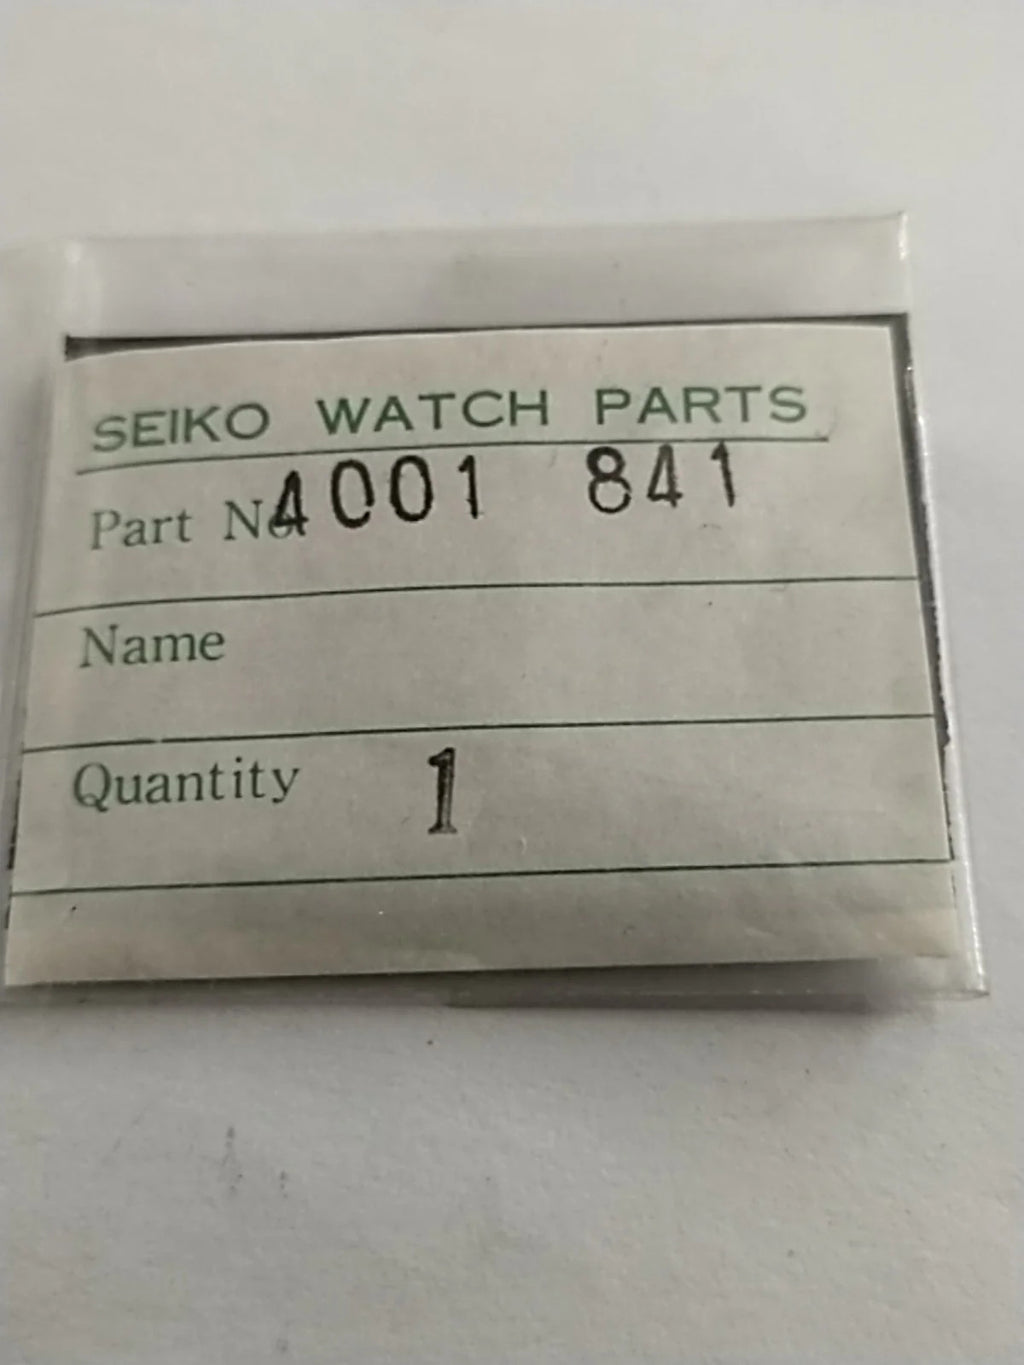 SEIKO WATCH PARTS
Part No. 4001 841
Name
Quantity 1